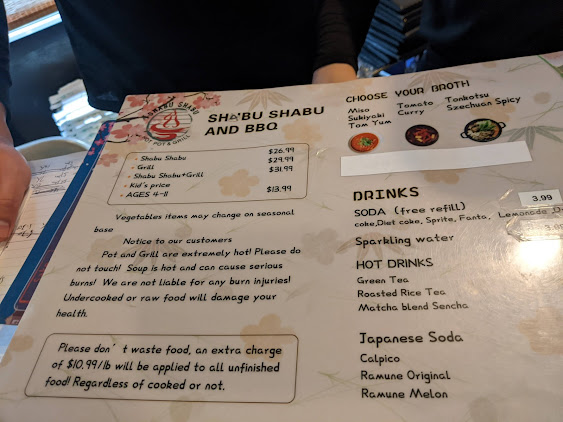 SHABU SHABU
HOT POT & GRILL
SHABU SHABU
AND BBQ
Shabu Shabu $26.99
Grill $29.99
Shabu Shabu+Grill $31.99
Kid's price
AGES 4-11 $13.99
Vegetables items may change on seasonal
base
Notice to our customers
Pot and Grill are extremely hot! Please do
not touch! Soup is hot and can cause serious
burns! We are not liable for any burn injuries!
Undercooked or raw food will damage your
health.
Please don't waste food, an extra charge
of $10.99/lb will be applied to all unfinished
food! Regardless of cooked or not.
CHOOSE YOUR BROTH
Miso Tomato Tonkotsu
Sukiyaki Curry Szechuan Spicy
Tom Yum
DRINKS
3.99
SODA (free refill)
coke,Diet coke, Sprite, Fanta, Lemonade
Sparkling water
HOT DRINKS
Green Tea
Roasted Rice Tea
Matcha blend Sencha
Japanese Soda
Calpico
Ramune Original
Ramune Melon